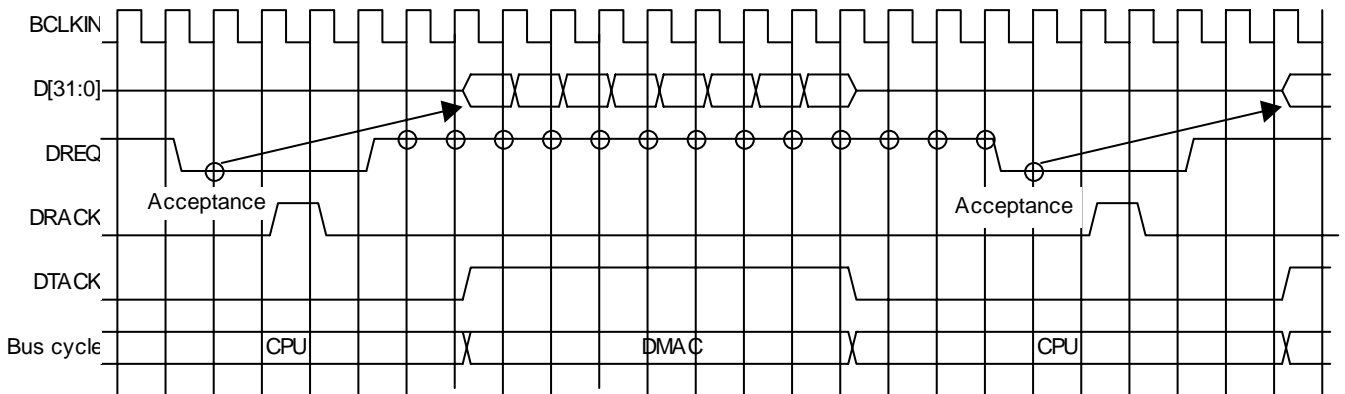 BCLKIN
D[31:0]
DREQ
Acceptance
Acceptance
DRACK
DTACK
Bus cycle CPU DMAC CPU